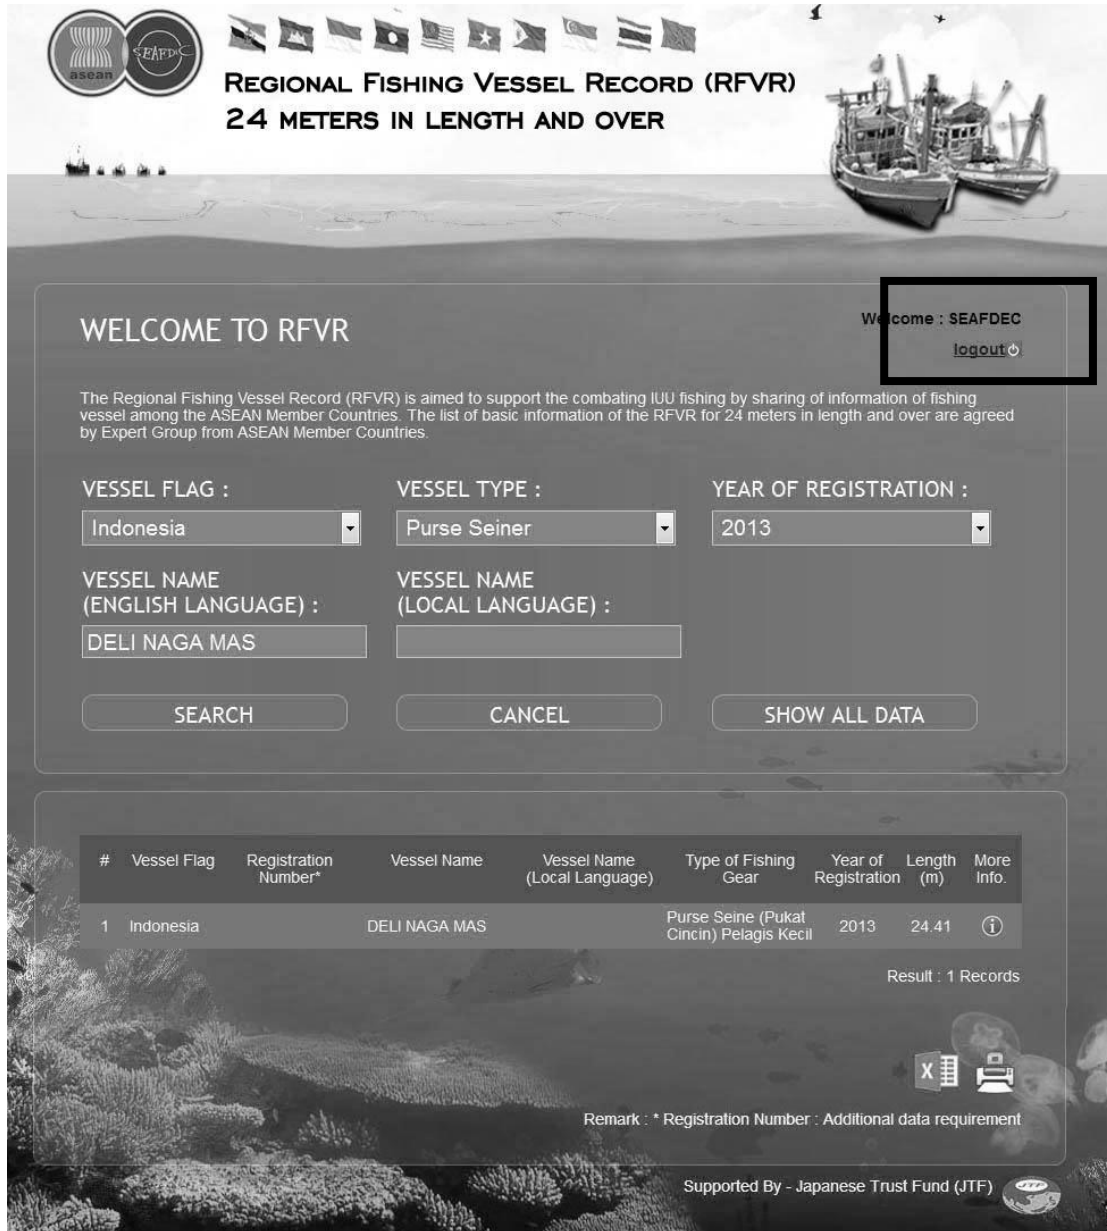 asean
SEAFDEC
REGIONAL FISHING VESSEL RECORD (RFVR)
24 METERS IN LENGTH AND OVER
WELCOME TO RFVR
Welcome : SEAFDEC
logout
The Regional Fishing Vessel Record (RFVR) is aimed to support the combating IUU fishing by sharing of information of fishing
vessel among the ASEAN Member Countries. The list of basic information of the RFVR for 24 meters in length and over are agreed
by Expert Group from ASEAN Member Countries.
VESSEL FLAG : VESSEL TYPE : YEAR OF REGISTRATION :
Indonesia Purse Seiner 2013
VESSEL NAME
(ENGLISH LANGUAGE) :
VESSEL NAME
(LOCAL LANGUAGE) :
DELI NAGA MAS
SEARCH CANCEL SHOW ALL DATA
# Vessel Flag Registration Number* Vessel Name Vessel Name (Local Language) Type of Fishing Gear Year of Registration Length (m) More Info.
1 Indonesia DELI NAGA MAS Purse Seine (Pukat Cincin) Pelagis Kecil 2013 24.41
Result : 1 Records
Remark : * Registration Number : Additional data requirement
Supported By - Japanese Trust Fund (JTF)